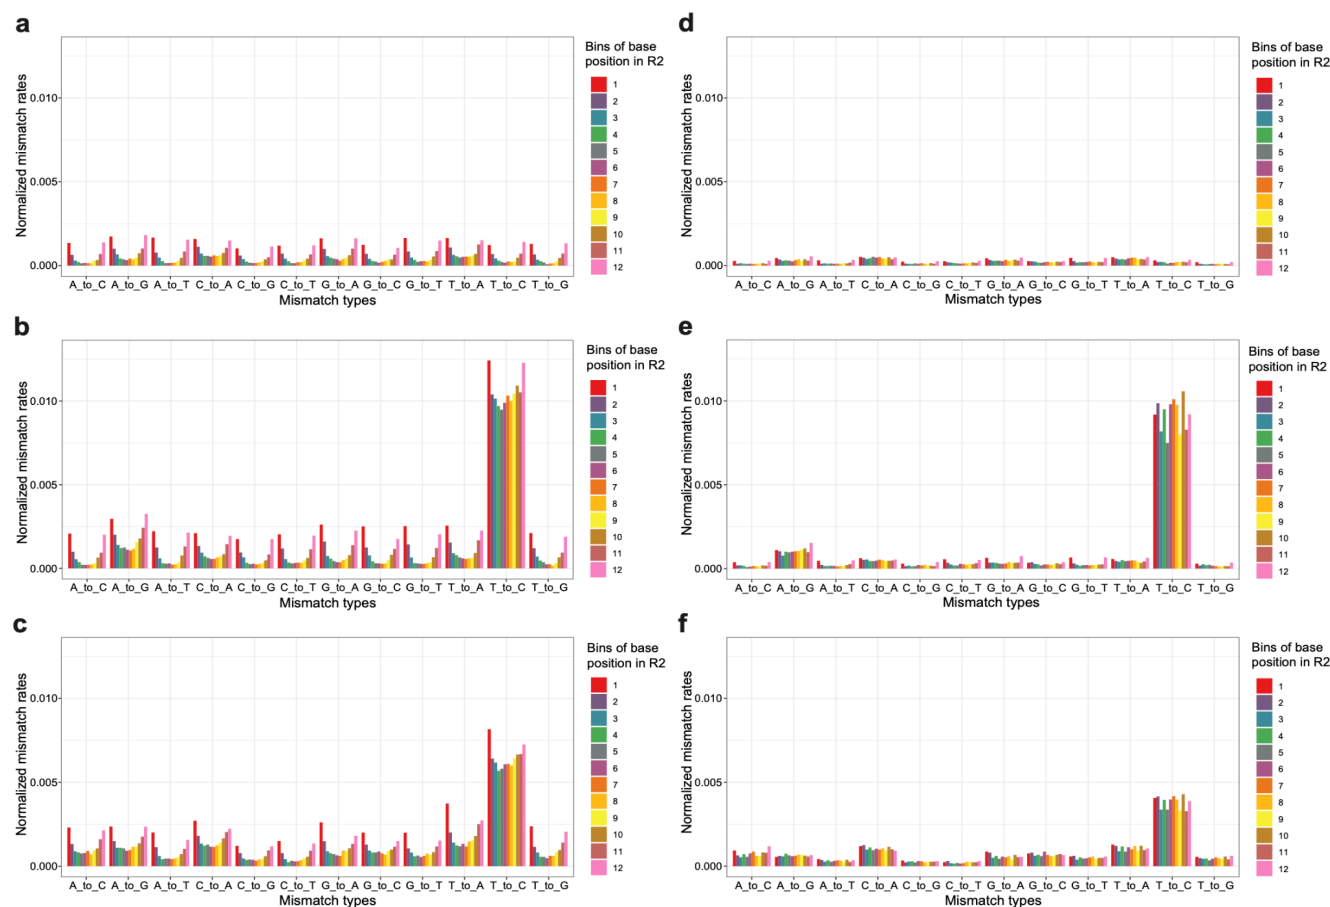 a
Normalized mismatch rates
0.010
0.005
0.000
A_to_C A_to_G A_to_T C_to_A C_to_G C_to_T G_to_A G_to_C G_to_T T_to_A T_to_C T_to_G
Mismatch types
Bins of base
position in R2
1
2
3
4
5
6
7
8
9
10
11
12
d
Normalized mismatch rates
0.010
0.005
0.000
A_to_C A_to_G A_to_T C_to_A C_to_G C_to_T G_to_A G_to_C G_to_T T_to_A T_to_C T_to_G
Mismatch types
Bins of base
position in R2
1
2
3
4
5
6
7
8
9
10
11
12
b
Normalized mismatch rates
0.010
0.005
0.000
A_to_C A_to_G A_to_T C_to_A C_to_G C_to_T G_to_A G_to_C G_to_T T_to_A T_to_C T_to_G
Mismatch types
Bins of base
position in R2
1
2
3
4
5
6
7
8
9
10
11
12
e
Normalized mismatch rates
0.010
0.005
0.000
A_to_C A_to_G A_to_T C_to_A C_to_G C_to_T G_to_A G_to_C G_to_T T_to_A T_to_C T_to_G
Mismatch types
Bins of base
position in R2
1
2
3
4
5
6
7
8
9
10
11
12
c
Normalized mismatch rates
0.010
0.005
0.000
A_to_C A_to_G A_to_T C_to_A C_to_G C_to_T G_to_A G_to_C G_to_T T_to_A T_to_C T_to_G
Mismatch types
Bins of base
position in R2
1
2
3
4
5
6
7
8
9
10
11
12
f
Normalized mismatch rates
0.010
0.005
0.000
A_to_C A_to_G A_to_T C_to_A C_to_G C_to_T G_to_A G_to_C G_to_T T_to_A T_to_C T_to_G
Mismatch types
Bins of base
position in R2
1
2
3
4
5
6
7
8
9
10
11
12